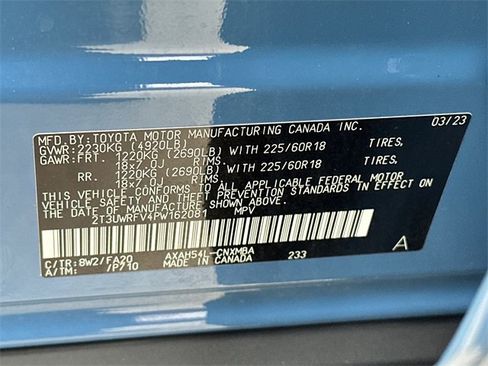 MFD. BY: TOYOTA MOTOR MANUFACTURING CANADA INC. 03/23
GVWR: 2230KG (4920LB)
GAWR: FRT. 1220KG (2690LB) WITH 225/60R18 TIRES,
18x7.0J RIMS,
RR. 1220KG (2690LB) WITH 225/60R18 TIRES,
18x7.0J RIMS,
THIS VEHICLE CONFORMS TO ALL APPLICABLE FEDERAL MOTOR
VEHICLE SAFETY AND THEFT PREVENTION STANDARDS IN EFFECT ON
THE DATE OF MANUFACTURE SHOWN ABOVE.
2T3UWRFV4PW162081 MPV
C/TR: 8W2/FA20 AXAH54L-CNXMBA A
A/TM: /P710 MADE IN CANADA 233